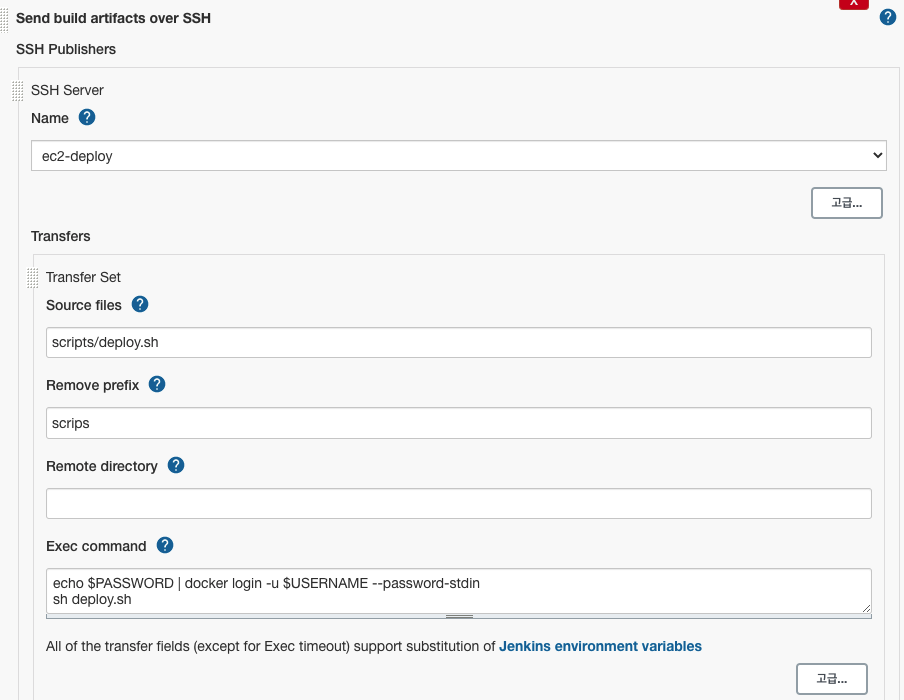 X
Send build artifacts over SSH
?
SSH Publishers
SSH Server
Name ?
ec2-deploy
고급...
Transfers
Transfer Set
Source files ?
scripts/deploy.sh
Remove prefix ?
scrips
Remote directory ?
Exec command ?
echo $PASSWORD | docker login -u $USERNAME --password-stdin
sh deploy.sh
All of the transfer fields (except for Exec timeout) support substitution of Jenkins environment variables
고급...